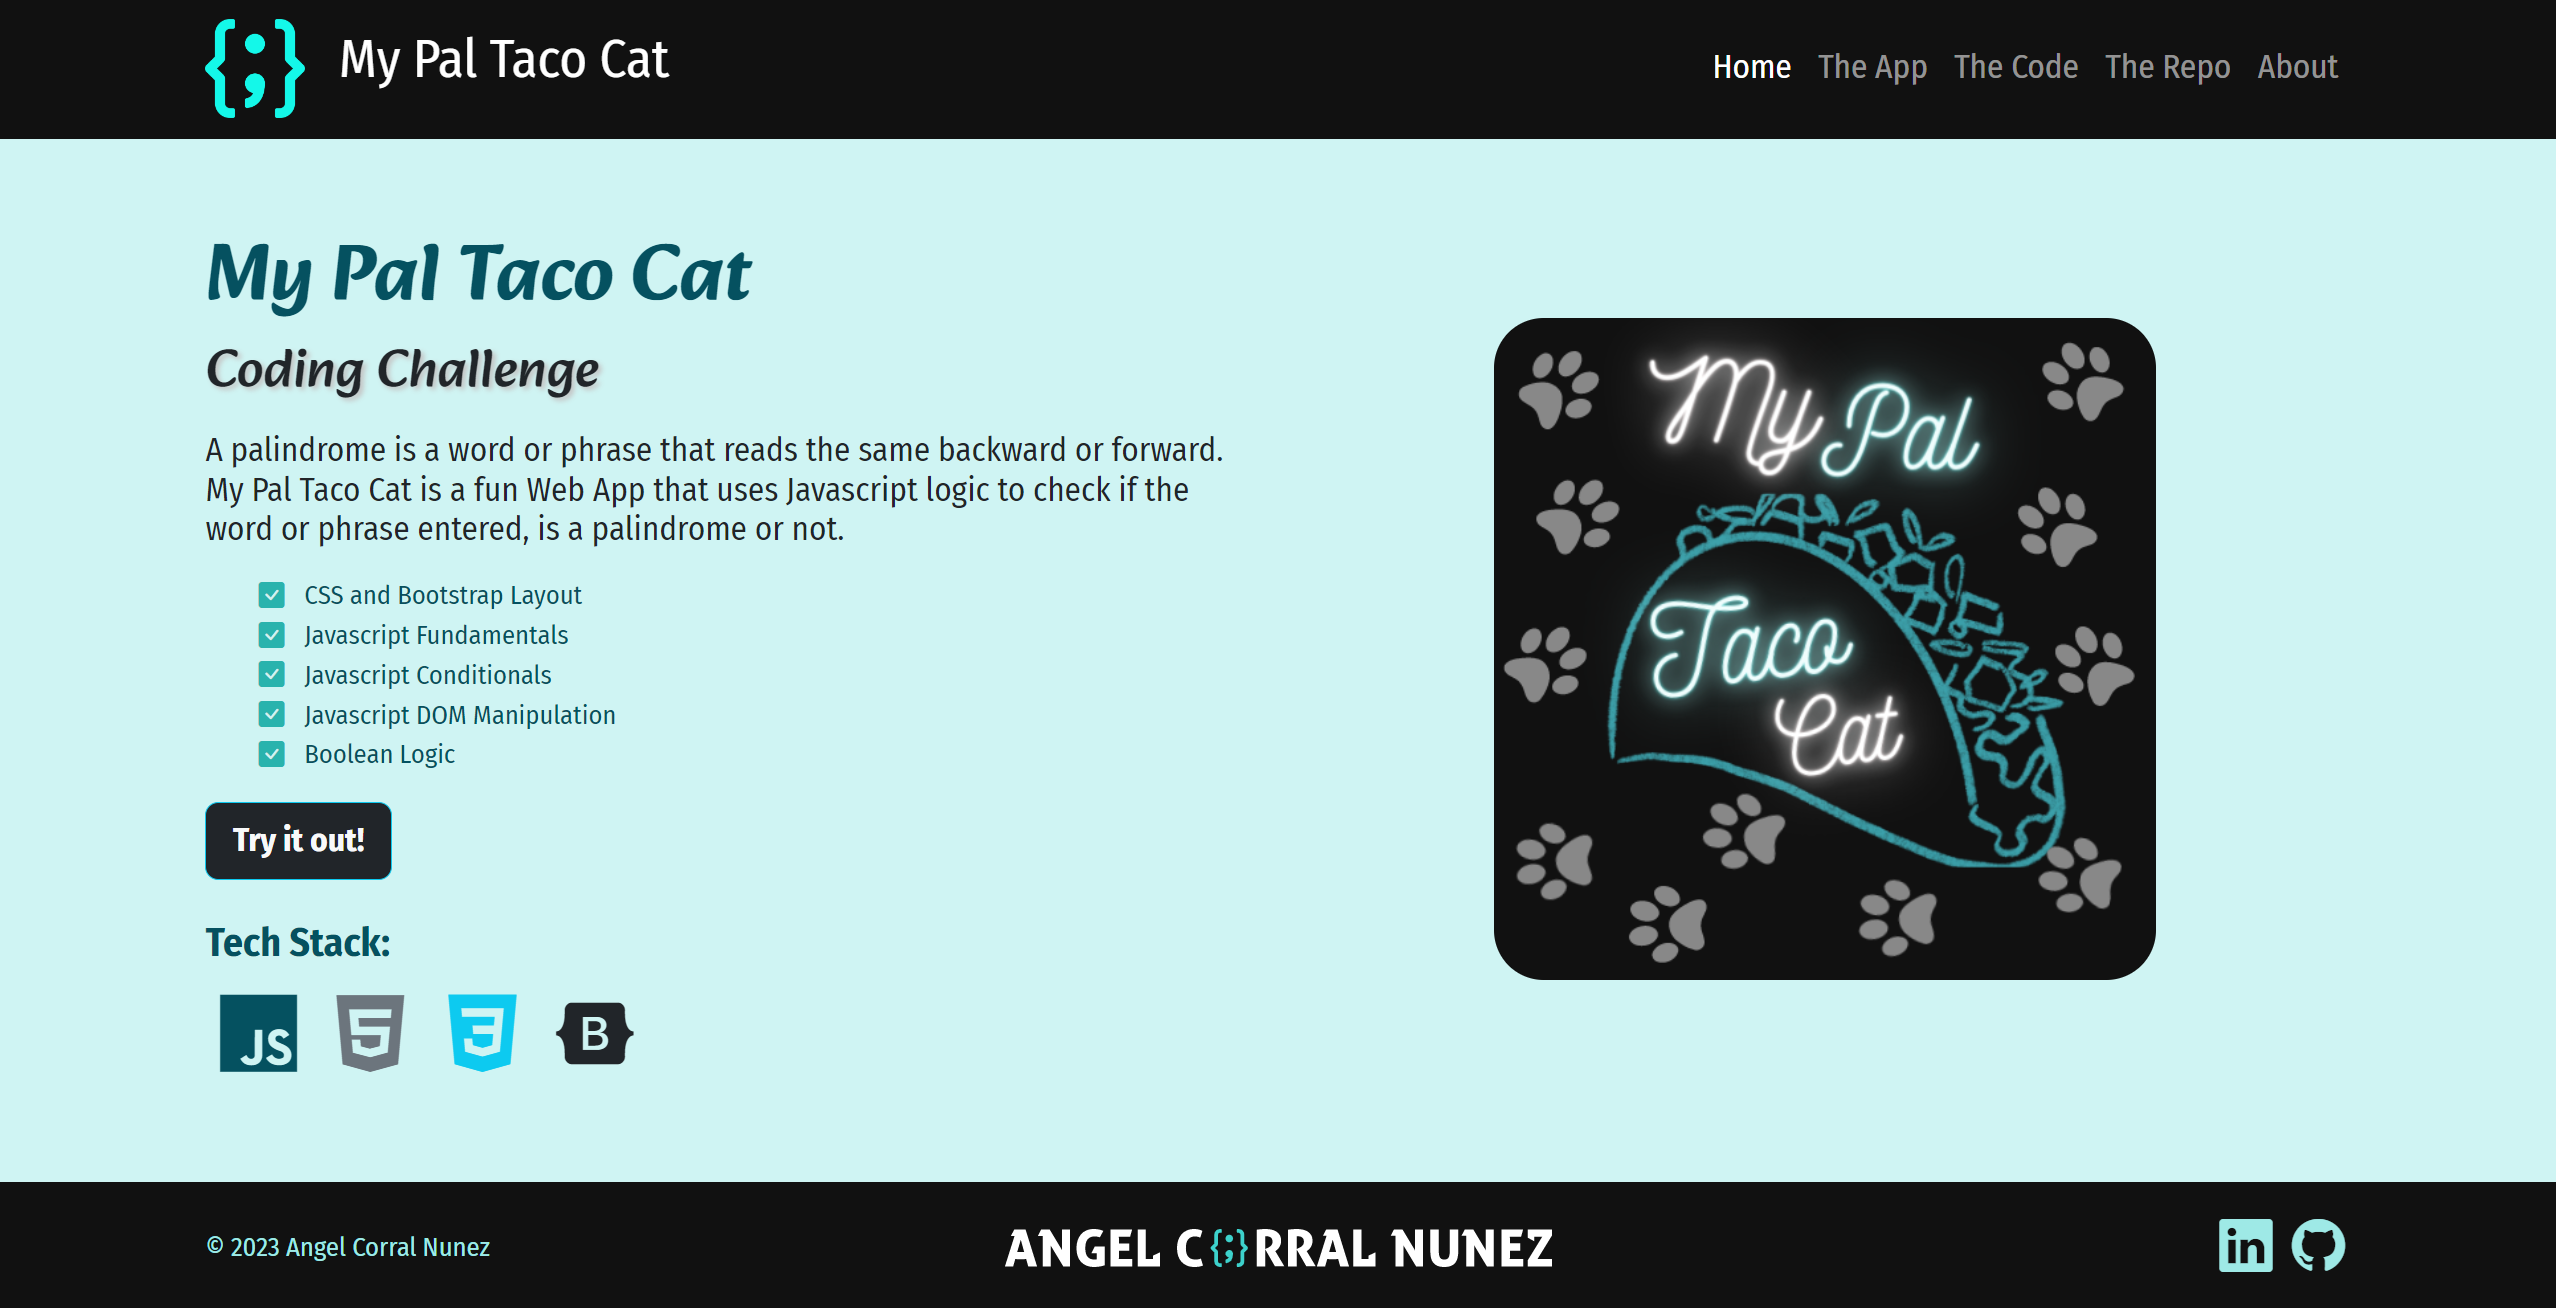 {;} My Pal Taco Cat
Home The App The Code The Repo About
My Pal Taco Cat
Coding Challenge
A palindrome is a word or phrase that reads the same backward or forward.
My Pal Taco Cat is a fun Web App that uses Javascript logic to check if the
word or phrase entered, is a palindrome or not.
CSS and Bootstrap Layout
Javascript Fundamentals
Javascript Conditionals
Javascript DOM Manipulation
Boolean Logic
Try it out!
Tech Stack:
JS 5 3 B
My Pal
Taco
Cat
© 2023 Angel Corral Nunez
ANGEL C{;}RRAL NUNEZ
in